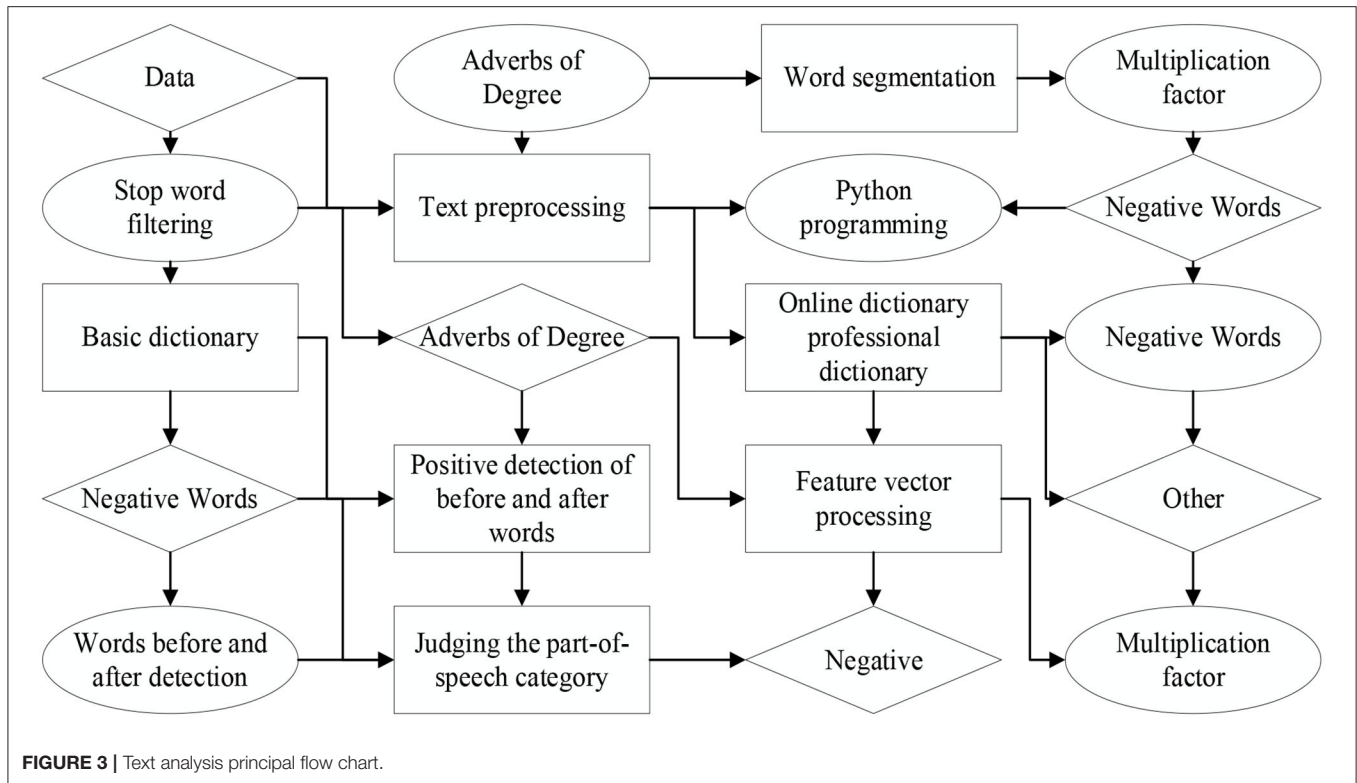 Data
Adverbs of
Degree
Word segmentation
Multiplication
factor
Stop word
filtering
Text preprocessing
Python
programming
Negative Words
Basic dictionary
Adverbs of Degree
Online dictionary
professional
dictionary
Negative Words
Negative Words
Positive detection of
before and after
words
Feature vector
processing
Other
Words before and
after detection
Judging the part-of-
speech category
Negative
Multiplication
factor
FIGURE 3 | Text analysis principal flow chart.